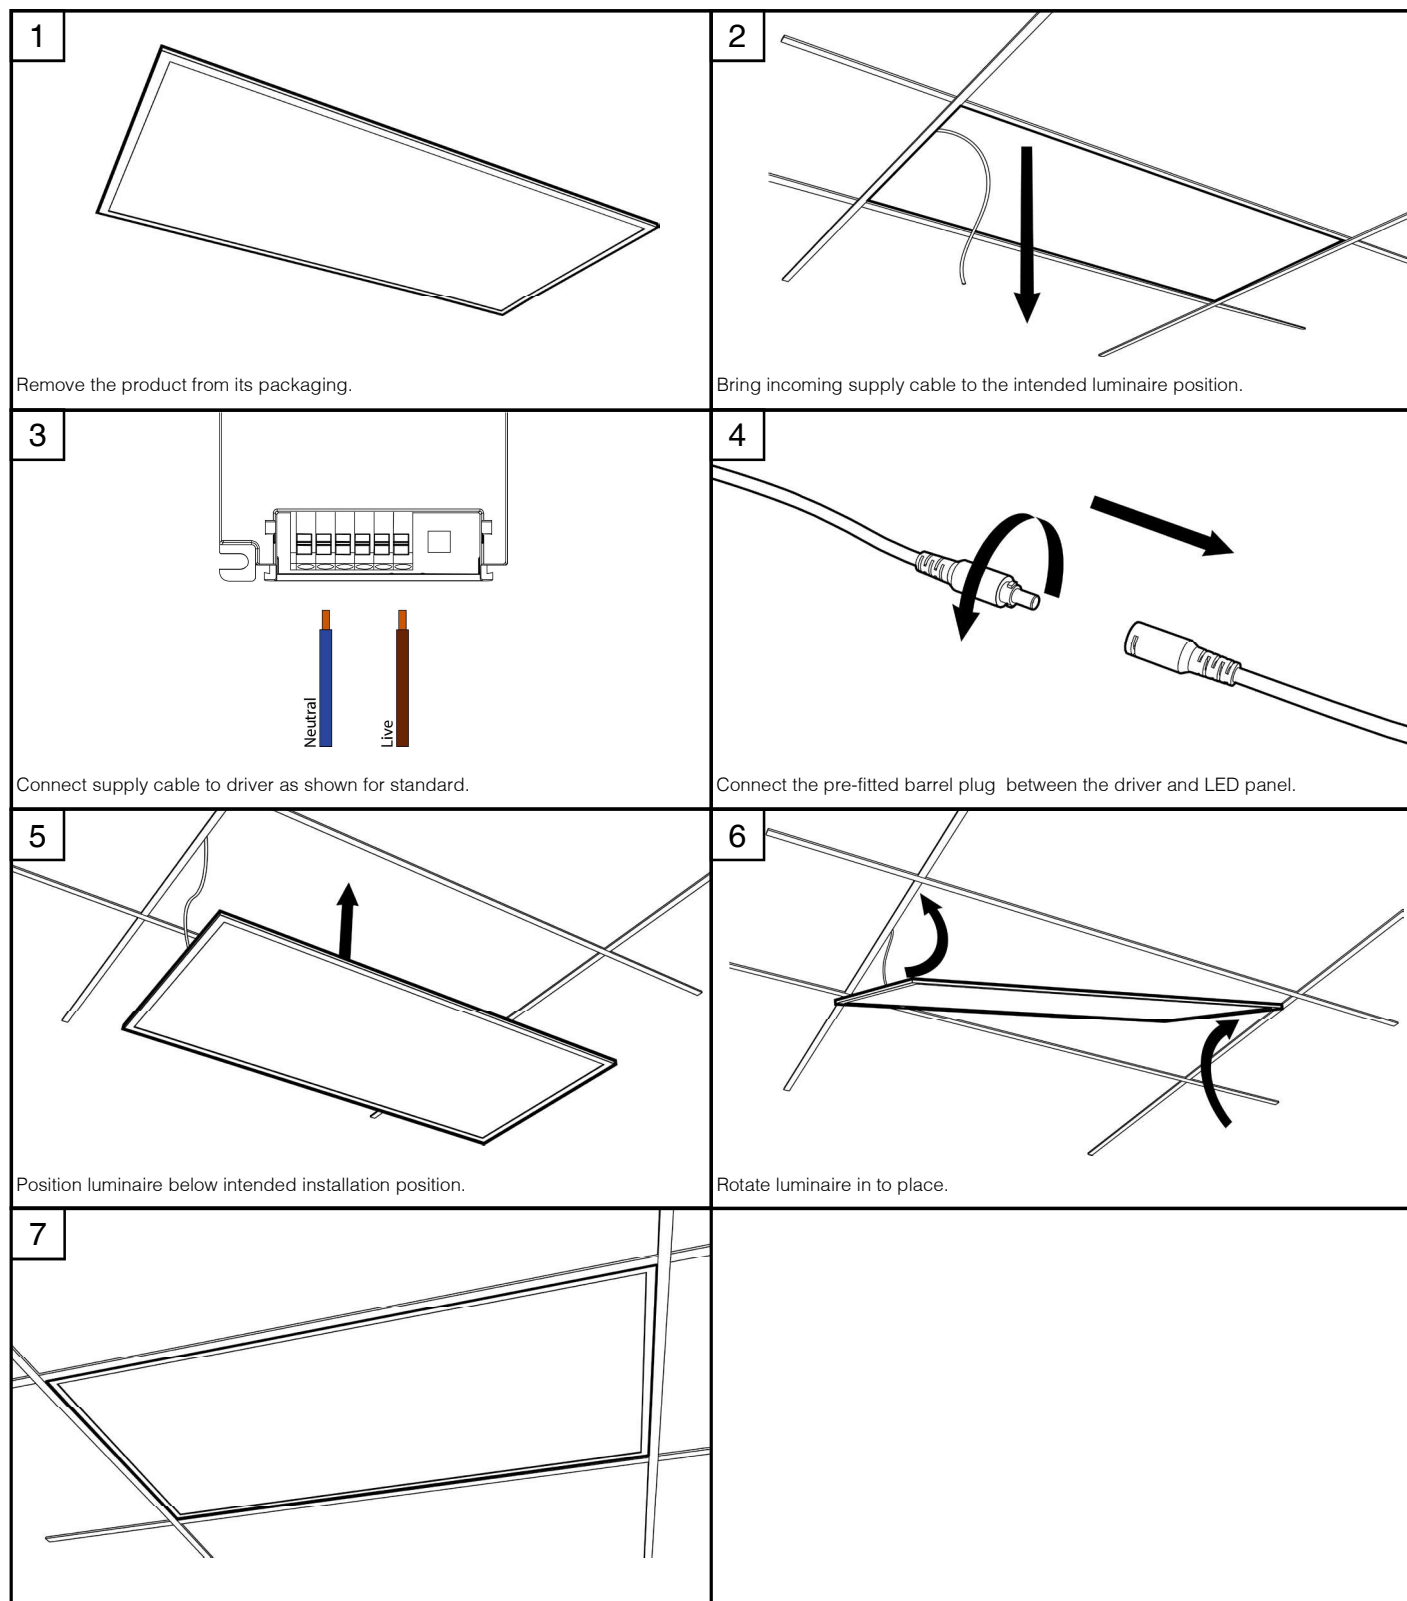 1
Remove the product from its packaging.
2
Bring incoming supply cable to the intended luminaire position.
3
Neutral
Live
Connect supply cable to driver as shown for standard.
4
Connect the pre-fitted barrel plug  between the driver and LED panel.
5
Position luminaire below intended installation position.
6
Rotate luminaire in to place.
7